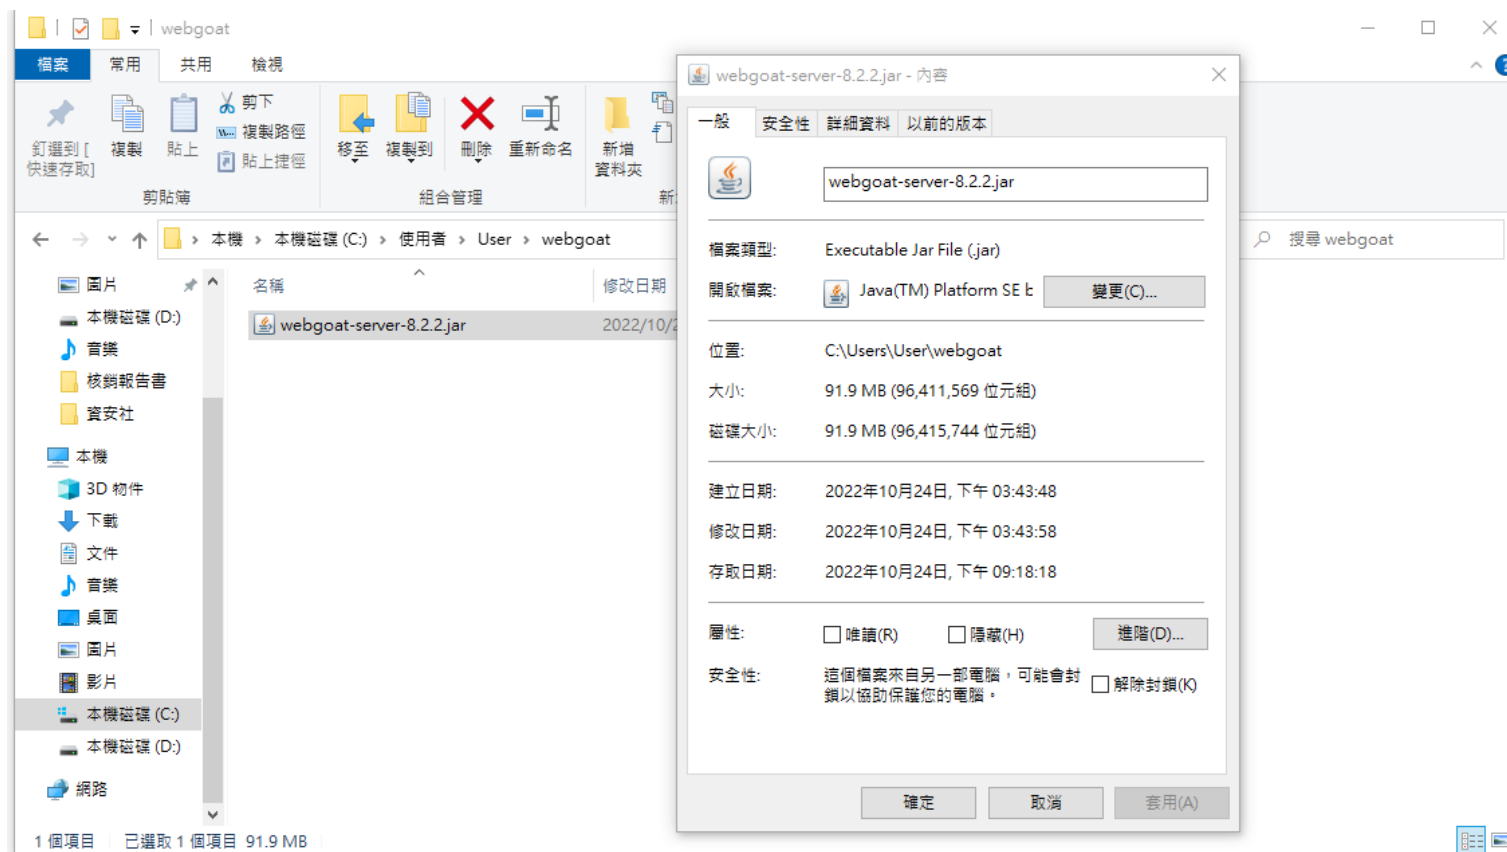 webgoat
檔案 常用 共用 檢視
釘選到 [
快速存取]
複製
貼上
剪下
複製路徑
貼上捷徑
剪貼簿
移至
複製到
刪除
重新命名
組合管理
新增
資料夾
本機 › 本機磁碟 (C:) › 使用者 › User › webgoat
搜尋 webgoat
圖片
本機磁碟 (D:)
音樂
核銷報告書
資安社
本機
3D 物件
下載
文件
音樂
桌面
圖片
影片
本機磁碟 (C:)
本機磁碟 (D:)
網路
名稱 修改日期
webgoat-server-8.2.2.jar 2022/10/2
1 個項目 已選取 1 個項目 91.9 MB
webgoat-server-8.2.2.jar - 內容
一般 安全性 詳細資料 以前的版本
webgoat-server-8.2.2.jar
檔案類型: Executable Jar File (.jar)
開啟檔案: Java(TM) Platform SE b 變更(C)...
位置: C:\Users\User\webgoat
大小: 91.9 MB (96,411,569 位元組)
磁碟大小: 91.9 MB (96,415,744 位元組)
建立日期: 2022年10月24日, 下午 03:43:48
修改日期: 2022年10月24日, 下午 03:43:58
存取日期: 2022年10月24日, 下午 09:18:18
屬性: 唯讀(R) 隱藏(H) 進階(D)...
安全性: 這個檔案來自另一部電腦，可能會封
鎖以協助保護您的電腦。
解除封鎖(K)
確定 取消 套用(A)